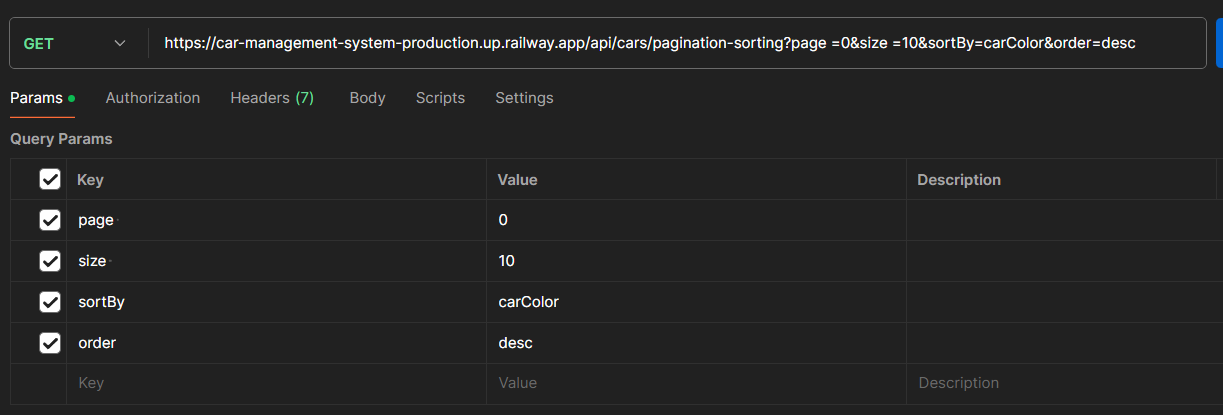 GET https://car-management-system-production.up.railway.app/api/cars/pagination-sorting?page =0&size =10&sortBy=carColor&order=desc
Params Authorization Headers (7) Body Scripts Settings
Query Params
Key Value Description
page 0
size 10
sortBy carColor
order desc
Key Value Description